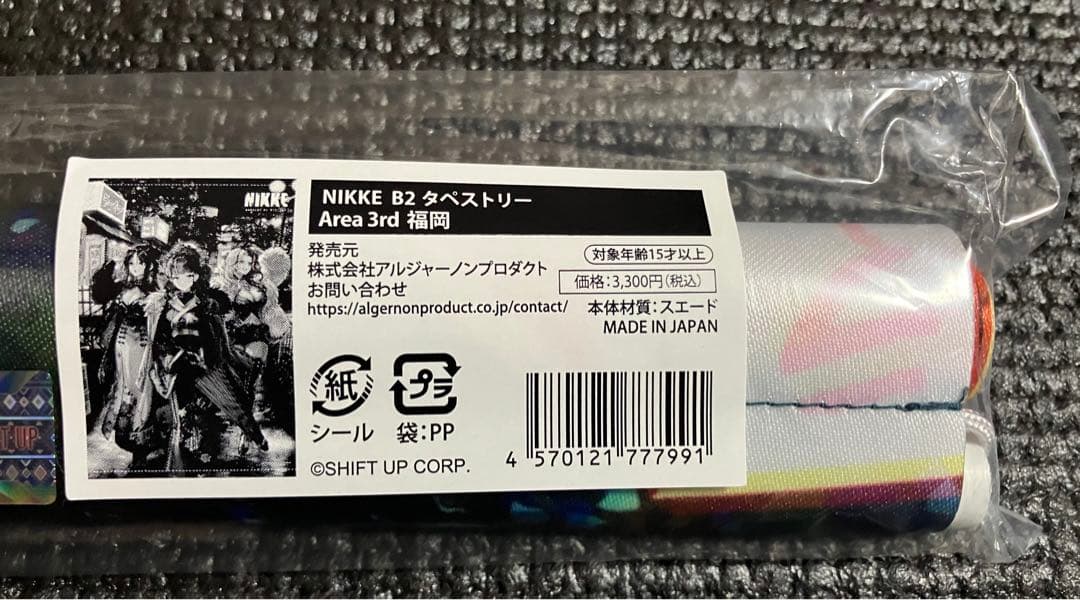 NIKKE
NIKKE B2 タペストリー
Area 3rd 福岡
発売元
株式会社アルジャーノンプロダクト
お問い合わせ
https://algernonproduct.co.jp/contact/
対象年齢15才以上
価格：3,300円(税込)
本体材質：スエード
MADE IN JAPAN
紙
プラ
シール 袋：PP
©SHIFT UP CORP.
4 570121 777991